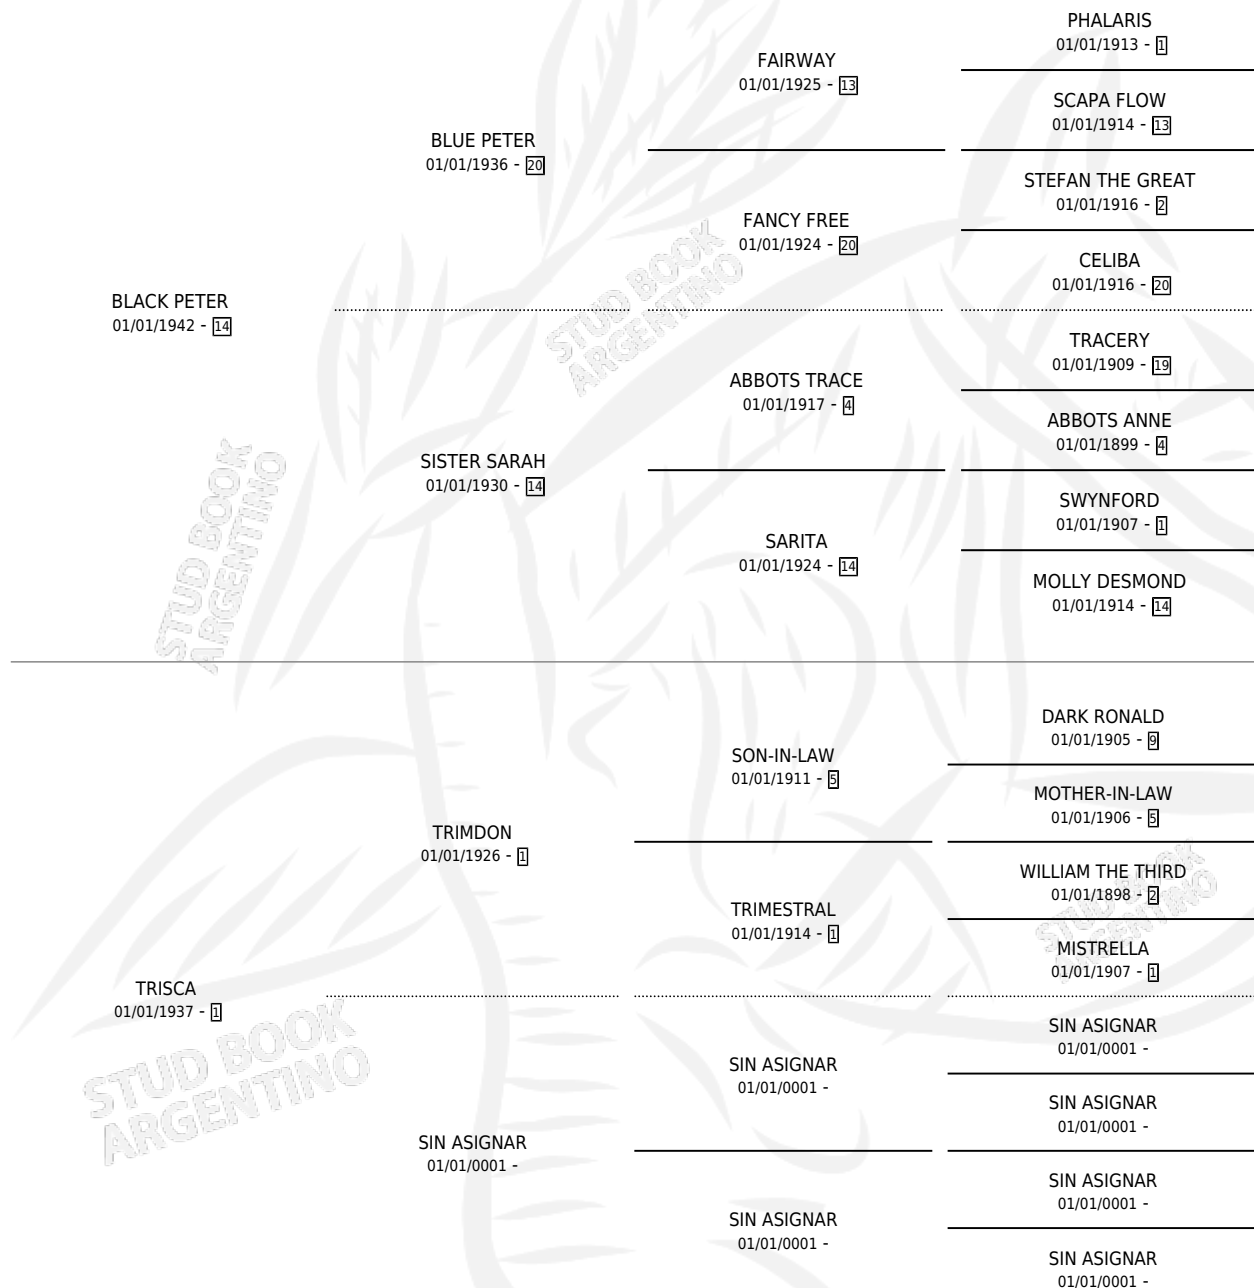 PHALARIS
01/01/1913 - 1
FAIRWAY
01/01/1925 - 13
SCAPA FLOW
01/01/1914 - 13
BLUE PETER
01/01/1936 - 20
STEFAN THE GREAT
01/01/1916 - 2
FANCY FREE
01/01/1924 - 20
CELIBA
01/01/1916 - 20
BLACK PETER
01/01/1942 - 14
TRACERY
01/01/1909 - 19
ABBOTS TRACE
01/01/1917 - 4
ABBOTS ANNE
01/01/1899 - 4
SISTER SARAH
01/01/1930 - 14
SWYNFORD
01/01/1907 - 1
SARITA
01/01/1924 - 14
MOLLY DESMOND
01/01/1914 - 14
DARK RONALD
01/01/1905 - 9
SON-IN-LAW
01/01/1911 - 5
MOTHER-IN-LAW
01/01/1906 - 5
TRIMDON
01/01/1926 - 1
WILLIAM THE THIRD
01/01/1898 - 2
TRIMESTRAL
01/01/1914 - 1
MISTRELLA
01/01/1907 - 1
TRISCA
01/01/1937 - 1
SIN ASIGNAR
01/01/0001 -
SIN ASIGNAR
01/01/0001 -
SIN ASIGNAR
01/01/0001 -
SIN ASIGNAR
01/01/0001 -
SIN ASIGNAR
01/01/0001 -
SIN ASIGNAR
01/01/0001 -
SIN ASIGNAR
01/01/0001 -
STUD BOOK
ARGENTINO
STUD BOOK
ARGENTINO
STUD BOOK
ARGENTINO
STUD BOOK
ARGENTINO